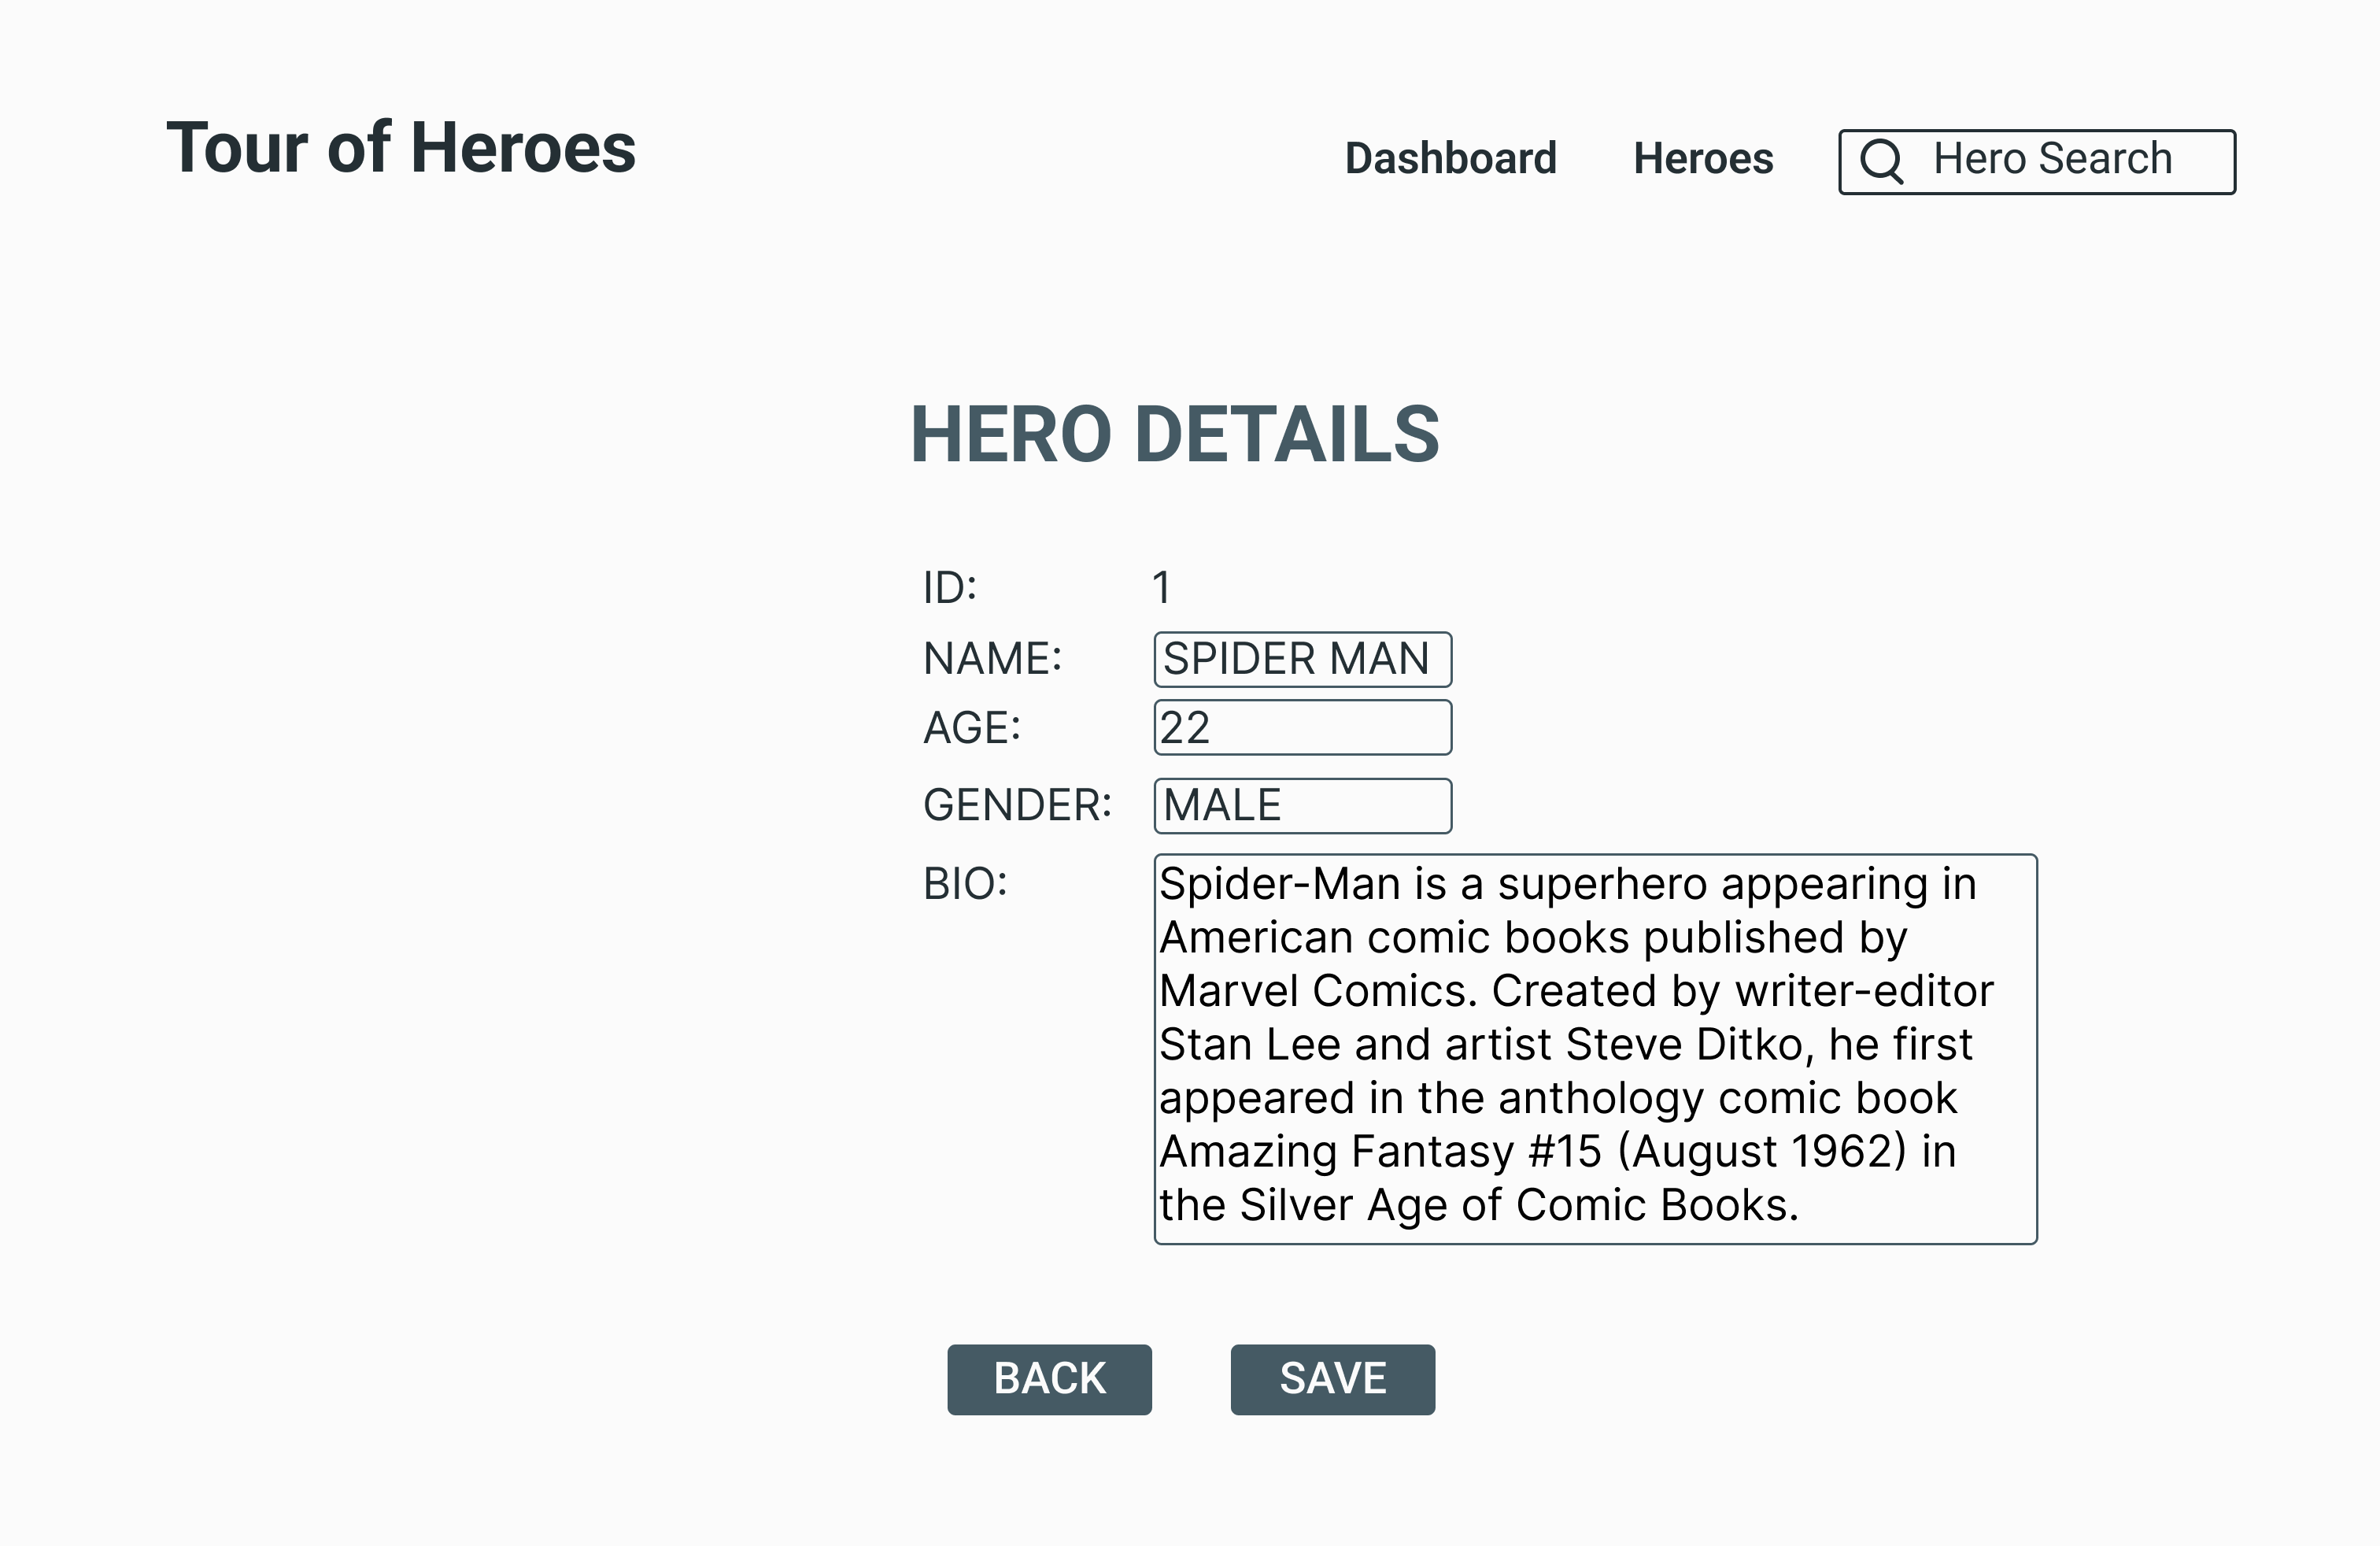 Tour of Heroes
Dashboard
Heroes
Hero Search
HERO DETAILS
ID: 1
NAME: SPIDER MAN
AGE: 22
GENDER: MALE
BIO: Spider-Man is a superhero appearing in
American comic books published by
Marvel Comics. Created by writer-editor
Stan Lee and artist Steve Ditko, he first
appeared in the anthology comic book
Amazing Fantasy #15 (August 1962) in
the Silver Age of Comic Books.
BACK
SAVE